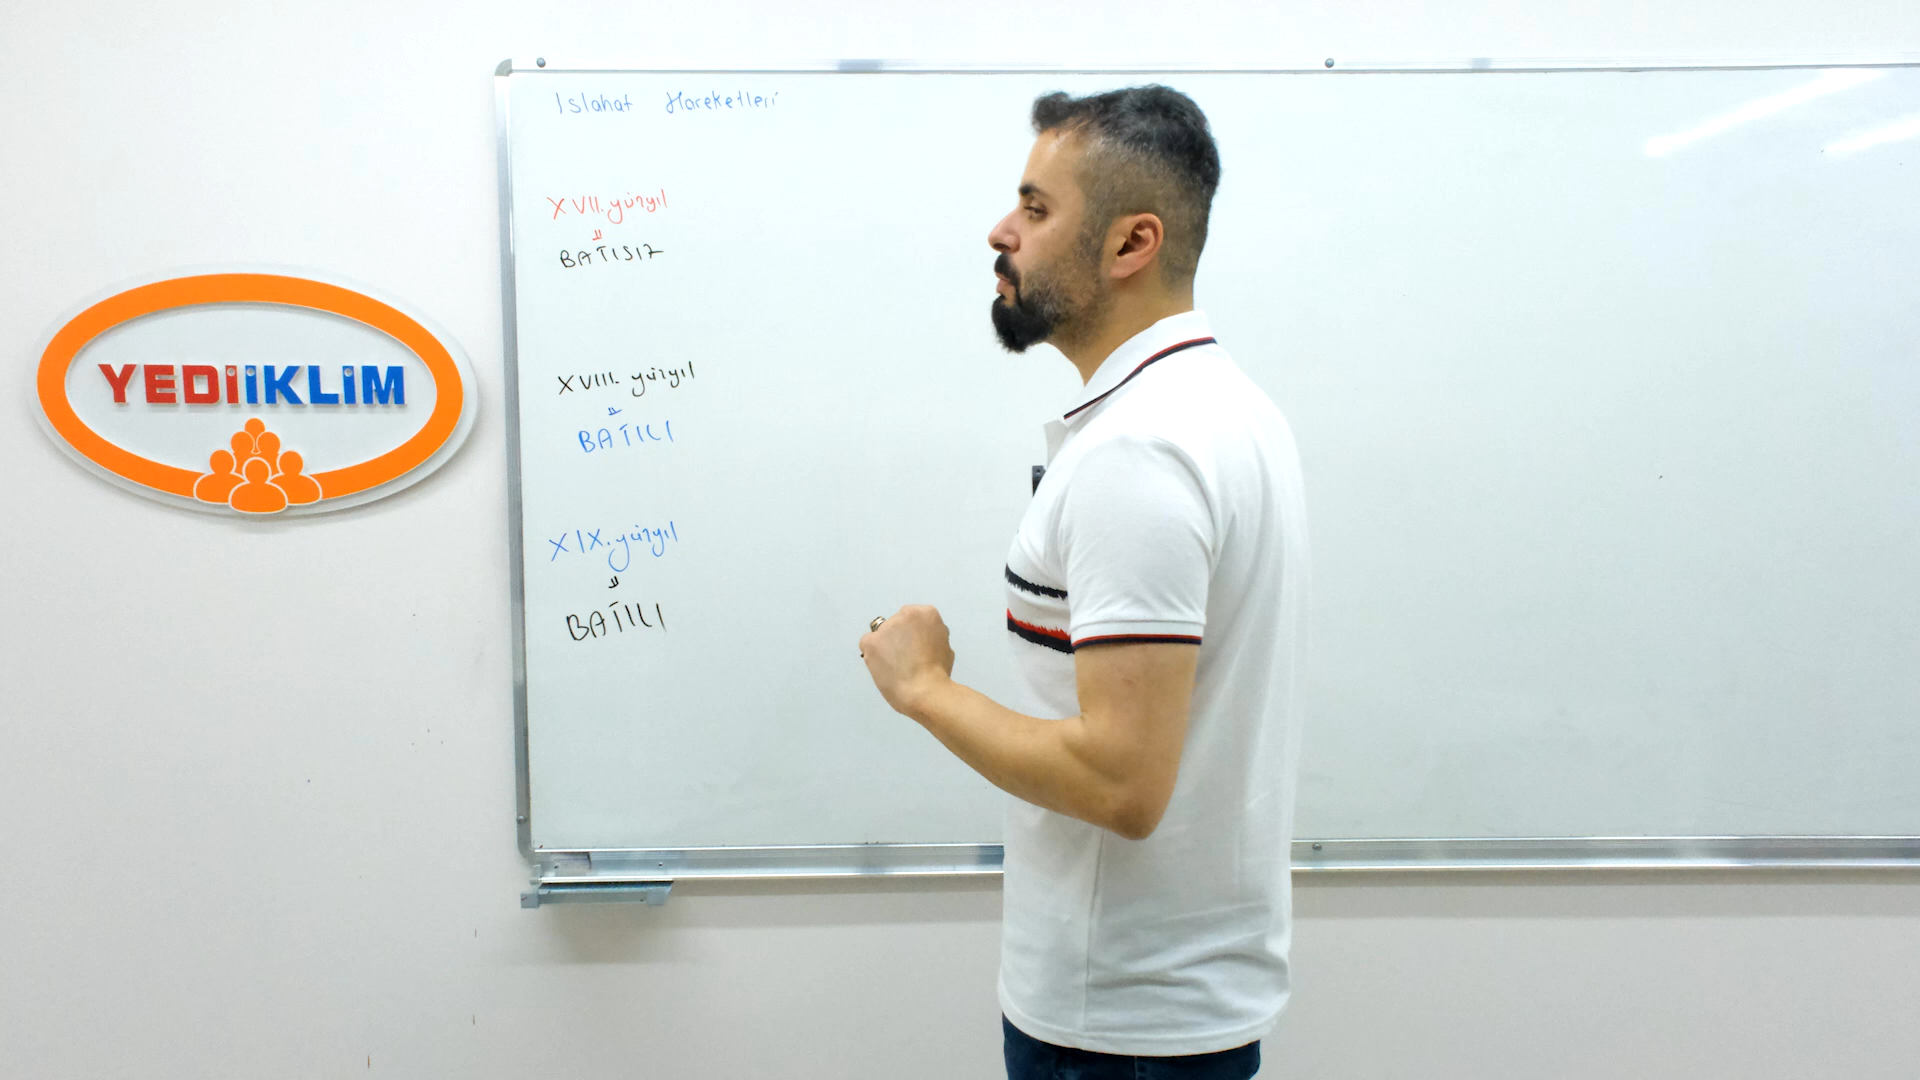 Islahat Hareketleri
XVII. yüzyıl
BATISIZ
XVIII. yüzyıl
BATILI
XIX. yüzyıl
BATILI
YEDİİKLİM